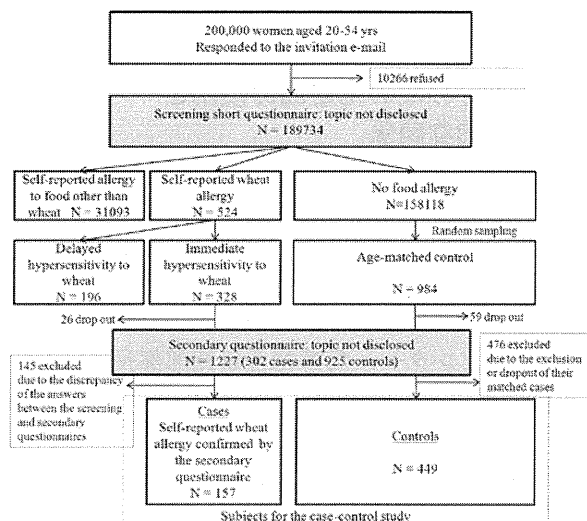 200,000 women aged 20-54 yrs
Responded to the invitation e-mail
10266 refused
Screening short questionnaire: topic not disclosed
N = 189734
Self-reported allergy
to food other than
wheat N = 31093
Self-reported wheat
allergy
N = 524
No food allergy
N=158118
Random sampling
Delayed
hypersensitivity to
wheat
N = 196
Immediate
hypersensitivity to
wheat
N = 328
Age-matched control
N = 984
26 drop out
59 drop out
Secondary questionnaire: topic not disclosed
N = 1227 (302 cases and 925 controls)
476 excluded
due to the exclusion
or dropout of their
matched cases
145 excluded
due to the discrepancy
of the answers
between the screening
and secondary
questionnaires
Cases
Self-reported wheat
allergy confirmed by
the secondary
questionnaire
N = 157
Controls
N = 449
Subjects for the case-control study